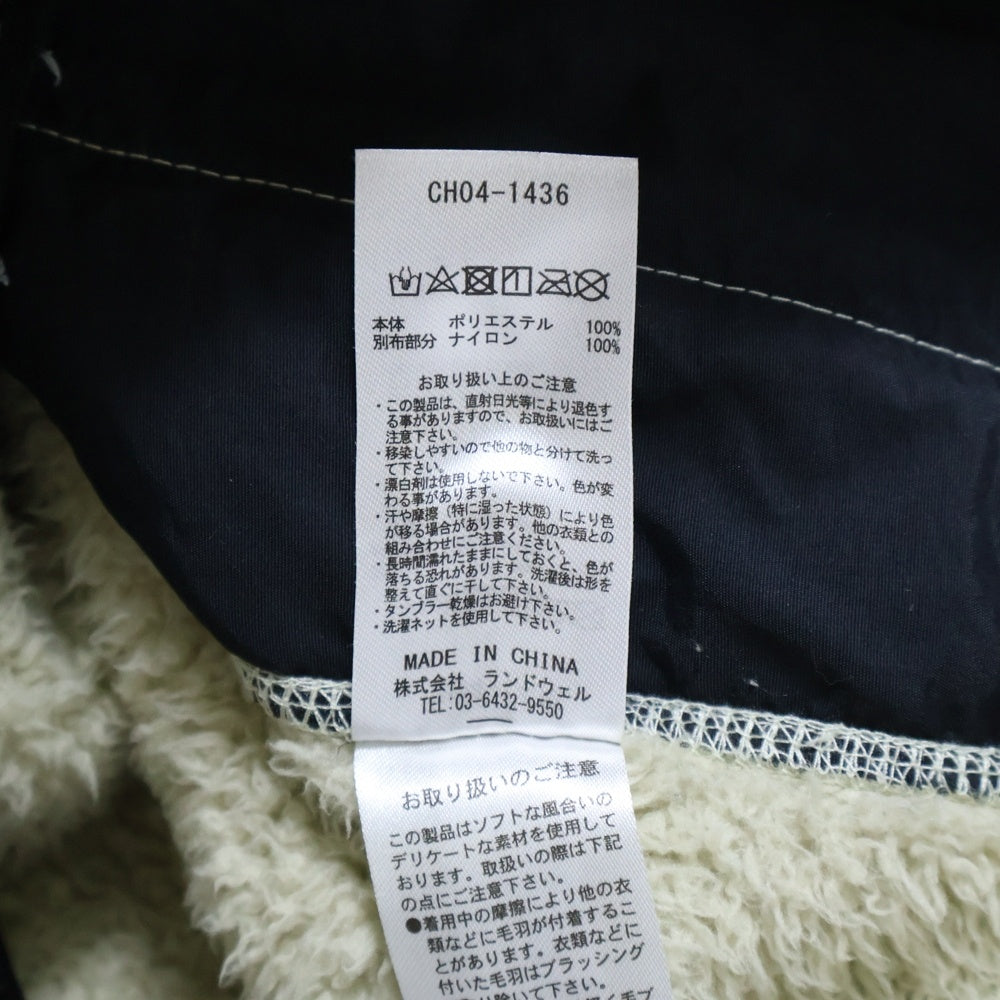 CH04-1436
本体 ポリエステル 100%
別布部分 ナイロン 100%
お取り扱い上のご注意
・この製品は、直射日光等により退色す
る事がありますので、お取扱いにはご
注意下さい。
・移染しやすいので他の物と分けて洗っ
て下さい。
・漂白剤は使用しないで下さい。色が変
わる事があります。
・汗や摩擦（特に湿った状態）により色
が移る場合があります。他の衣類との
組み合わせにご注意ください。
・長時間濡れたままにしておくと、色が
落ちる恐れがあります。洗濯後は形を
整えて直ぐに干して下さい。
・タンブラー乾燥はお避け下さい。
・洗濯ネットを使用して下さい。
MADE IN CHINA
株式会社 ランドウェル
TEL:03-6432-9550
お取り扱いのご注意
この製品はソフトな風合いの
デリケートな素材を使用して
おります。取扱いの際は下記
の点にご注意下さい。
●着用中の摩擦により他の衣
類などに毛羽が付着するこ
とがあります。衣類などに
付いた毛羽はブラッシング